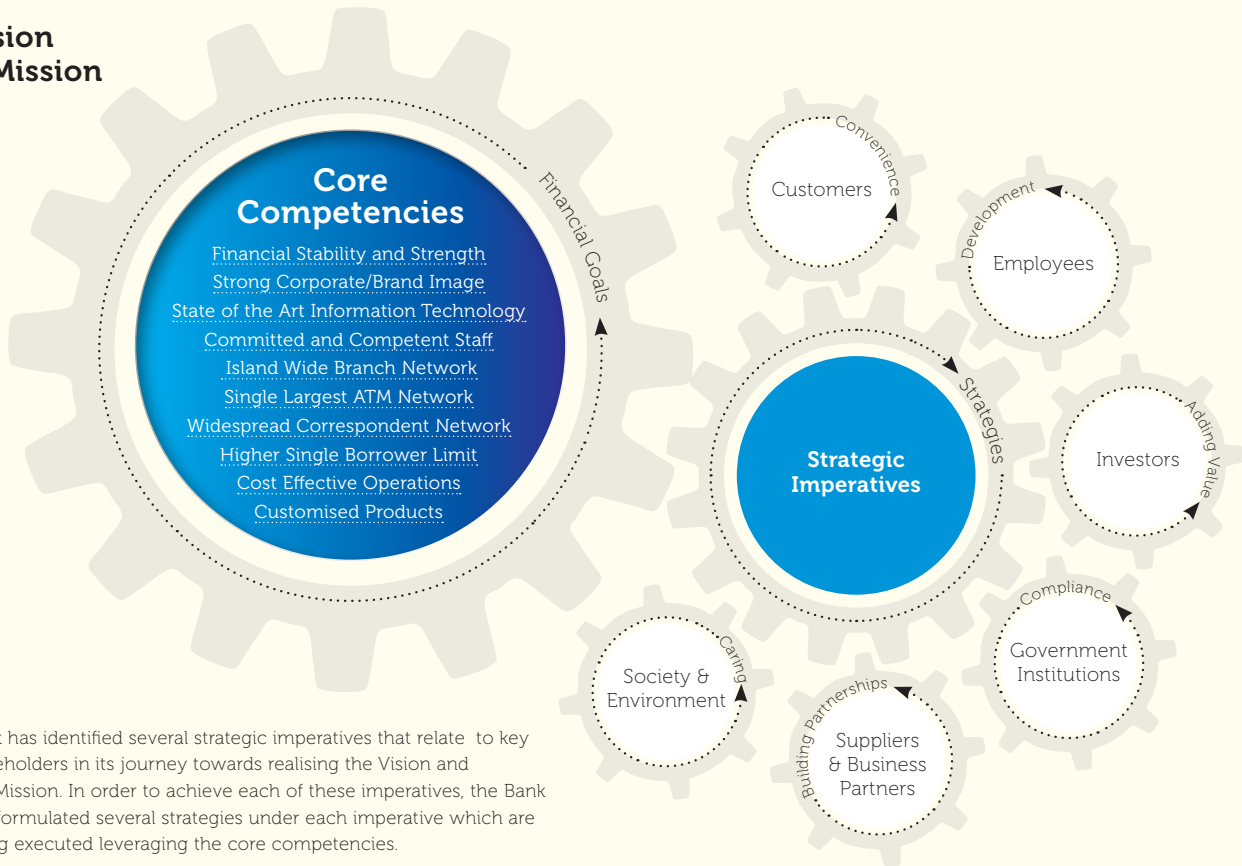 sion
Mission
Core
Competencies
Financial Stability and Strength
Strong Corporate/Brand Image
State of the Art Information Technology
Committed and Competent Staff
Island Wide Branch Network
Single Largest ATM Network
Widespread Correspondent Network
Higher Single Borrower Limit
Cost Effective Operations
Customised Products
Financial Goals
Convenience
Customers
Development
Employees
Strategies
Strategic
Imperatives
Adding Value
Investors
Compliance
Government
Institutions
Building Partnerships
Suppliers
& Business
Partners
Caring
Society &
Environment
k has identified several strategic imperatives that relate to key
eholders in its journey towards realising the Vision and
Mission. In order to achieve each of these imperatives, the Bank
formulated several strategies under each imperative which are
g executed leveraging the core competencies.